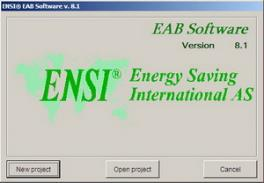 ENSI® EAB Software v. 8.1
EAB Software
Version 8.1
ENSI® Energy Saving
International AS
New project Open project Cancel